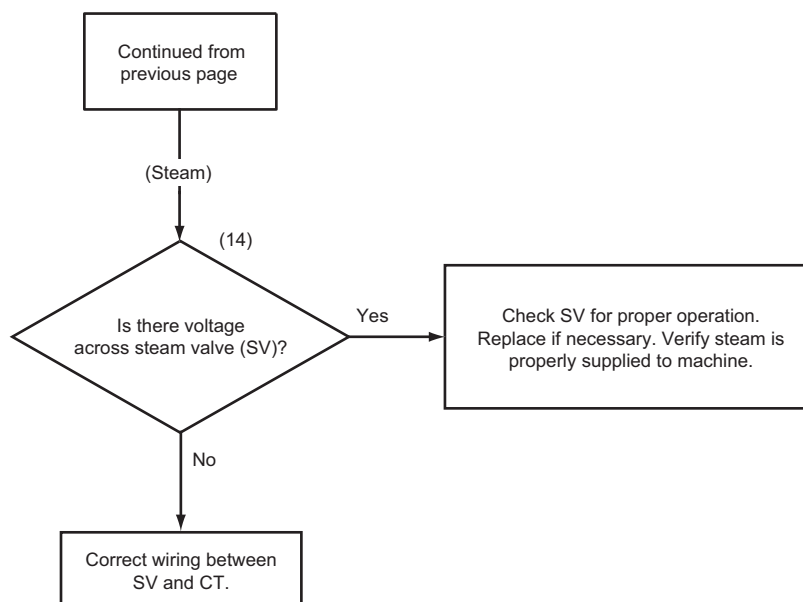 Continued from
previous page
(Steam)
(14)
Is there voltage
across steam valve (SV)?
Yes
Check SV for proper operation.
Replace if necessary. Verify steam is
properly supplied to machine.
No
Correct wiring between
SV and CT.